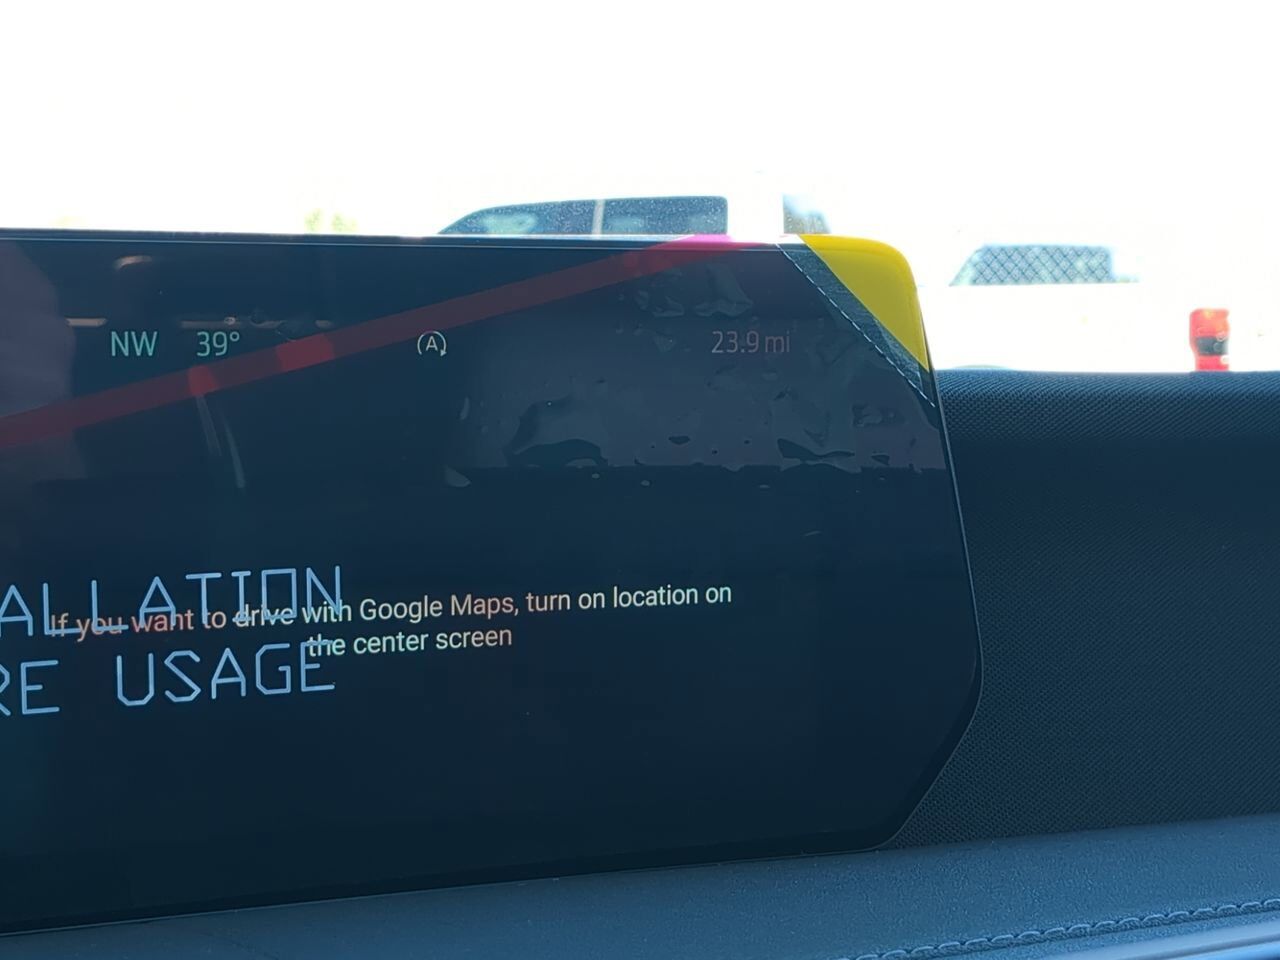 NW 39° A 23.9 mi
ALLATION
If you want to drive with Google Maps, turn on location on
the center screen
RE USAGE